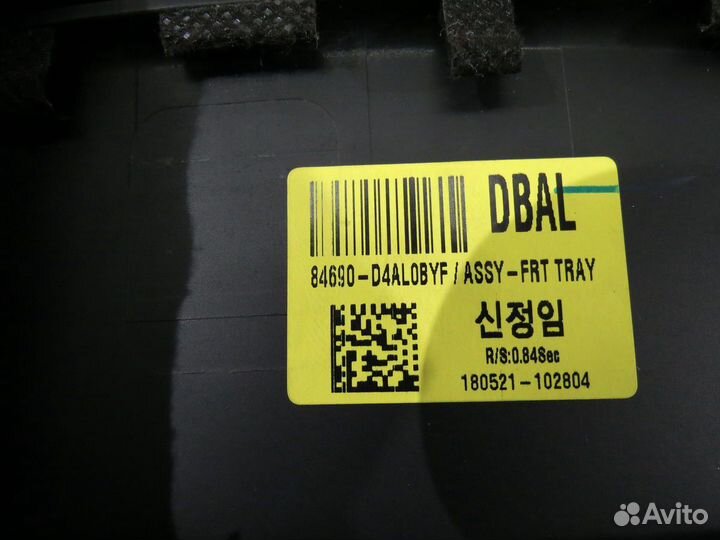 DBAL
84690-D4AL0BYF / ASSY-FRT TRAY
신정임
R/S:0.84Sec
180521-102804
Avito